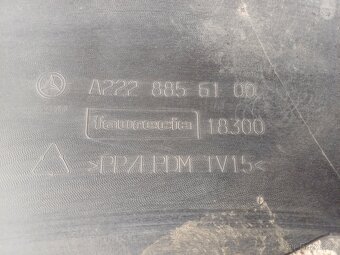 A222 885 61 00
faurecia 18300
>PP/EPDM TV15<